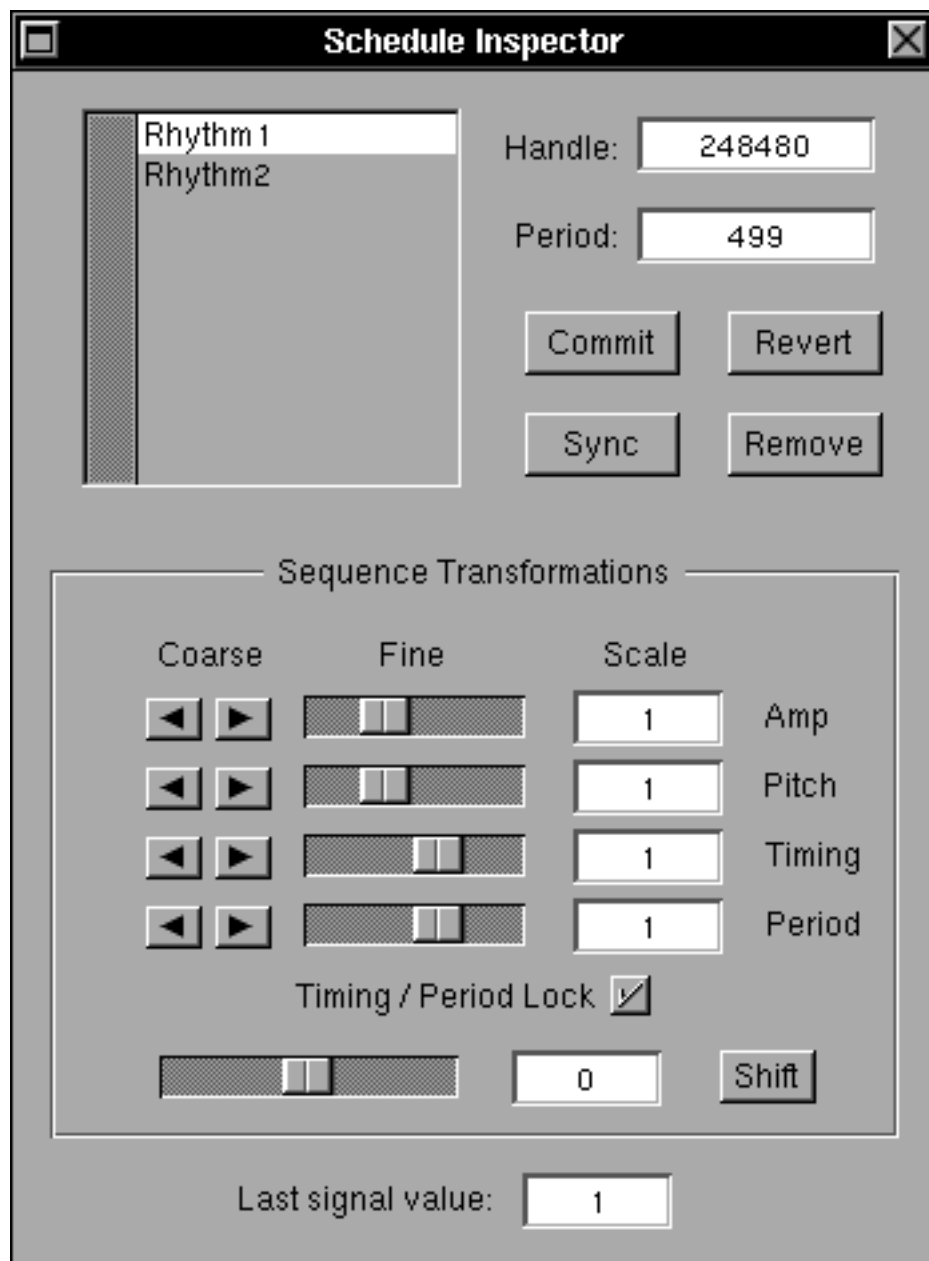 Schedule Inspector
Rhythm1
Rhythm2
Handle: 248480
Period: 499
Commit Revert
Sync Remove
Sequence Transformations
Coarse Fine Scale
1 Amp
1 Pitch
1 Timing
1 Period
Timing / Period Lock
0 Shift
Last signal value: 1